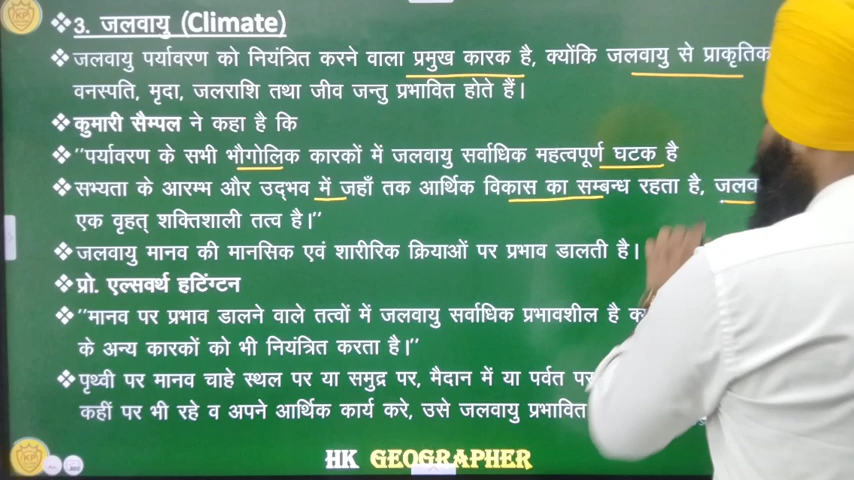 ❖3. जलवायु (Climate)
❖जलवायु पर्यावरण को नियंत्रित करने वाला प्रमुख कारक है, क्योंकि जलवायु से प्राकृतिक
वनस्पति, मृदा, जलराशि तथा जीव जन्तु प्रभावित होते हैं।
❖कुमारी सैम्पल ने कहा है कि
❖"पर्यावरण के सभी भौगोलिक कारकों में जलवायु सर्वाधिक महत्वपूर्ण घटक है
❖सभ्यता के आरम्भ और उद्भव में जहाँ तक आर्थिक विकास का सम्बन्ध रहता है,
एक वृहत् शक्तिशाली तत्व है।"
❖जलवायु मानव की मानसिक एवं शारीरिक क्रियाओं पर प्रभाव डालती है।
❖प्रो. एल्सवर्थ हटिंग्टन
❖"मानव पर प्रभाव डालने वाले तत्वों में जलवायु सर्वाधिक प्रभावशील है
के अन्य कारकों को भी नियंत्रित करता है।"
❖पृथ्वी पर मानव चाहे स्थल पर या समुद्र पर, मैदान में या पर्वत पर
कहीं पर भी रहे व अपने आर्थिक कार्य करे, उसे जलवायु प्रभावित
HK GEOGRAPHER